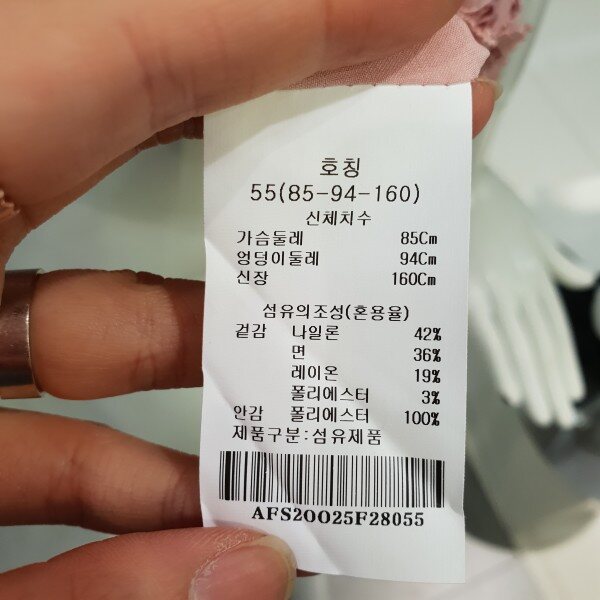 호칭
55(85-94-160)
신체치수
가슴둘레 85Cm
엉덩이둘레 94Cm
신장 160Cm
섬유의조성(혼용율)
겉감 나일론 42%
면 36%
레이온 19%
폴리에스터 3%
안감 폴리에스터 100%
제품구분:섬유제품
AFS20O25F28055